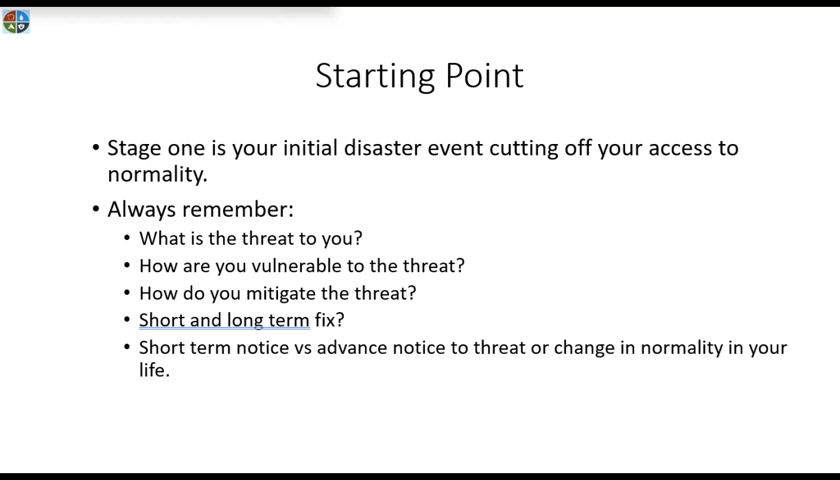 Starting Point
• Stage one is your initial disaster event cutting off your access to
normality.
• Always remember:
• What is the threat to you?
• How are you vulnerable to the threat?
• How do you mitigate the threat?
• Short and long term fix?
• Short term notice vs advance notice to threat or change in normality in your
life.